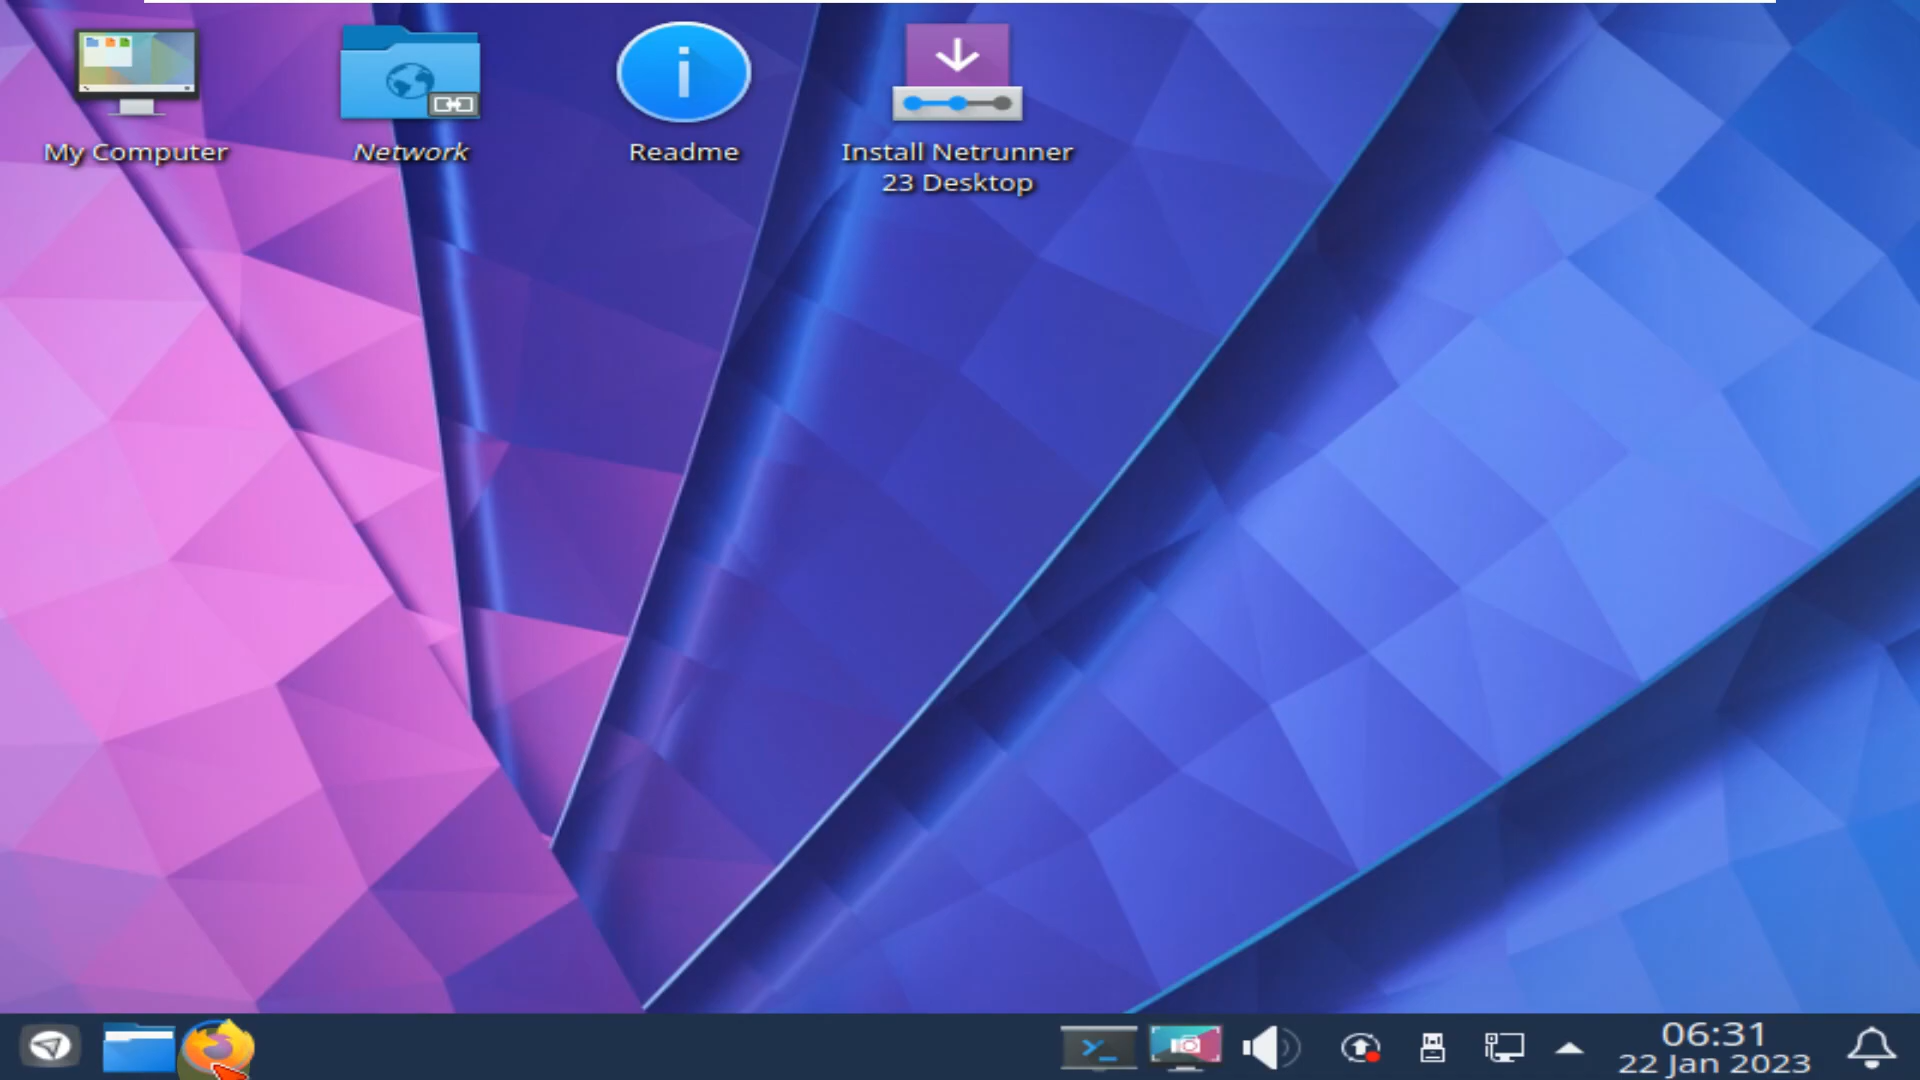 My Computer
Network
Readme
Install Netrunner
23 Desktop
06:31
22 Jan 2023